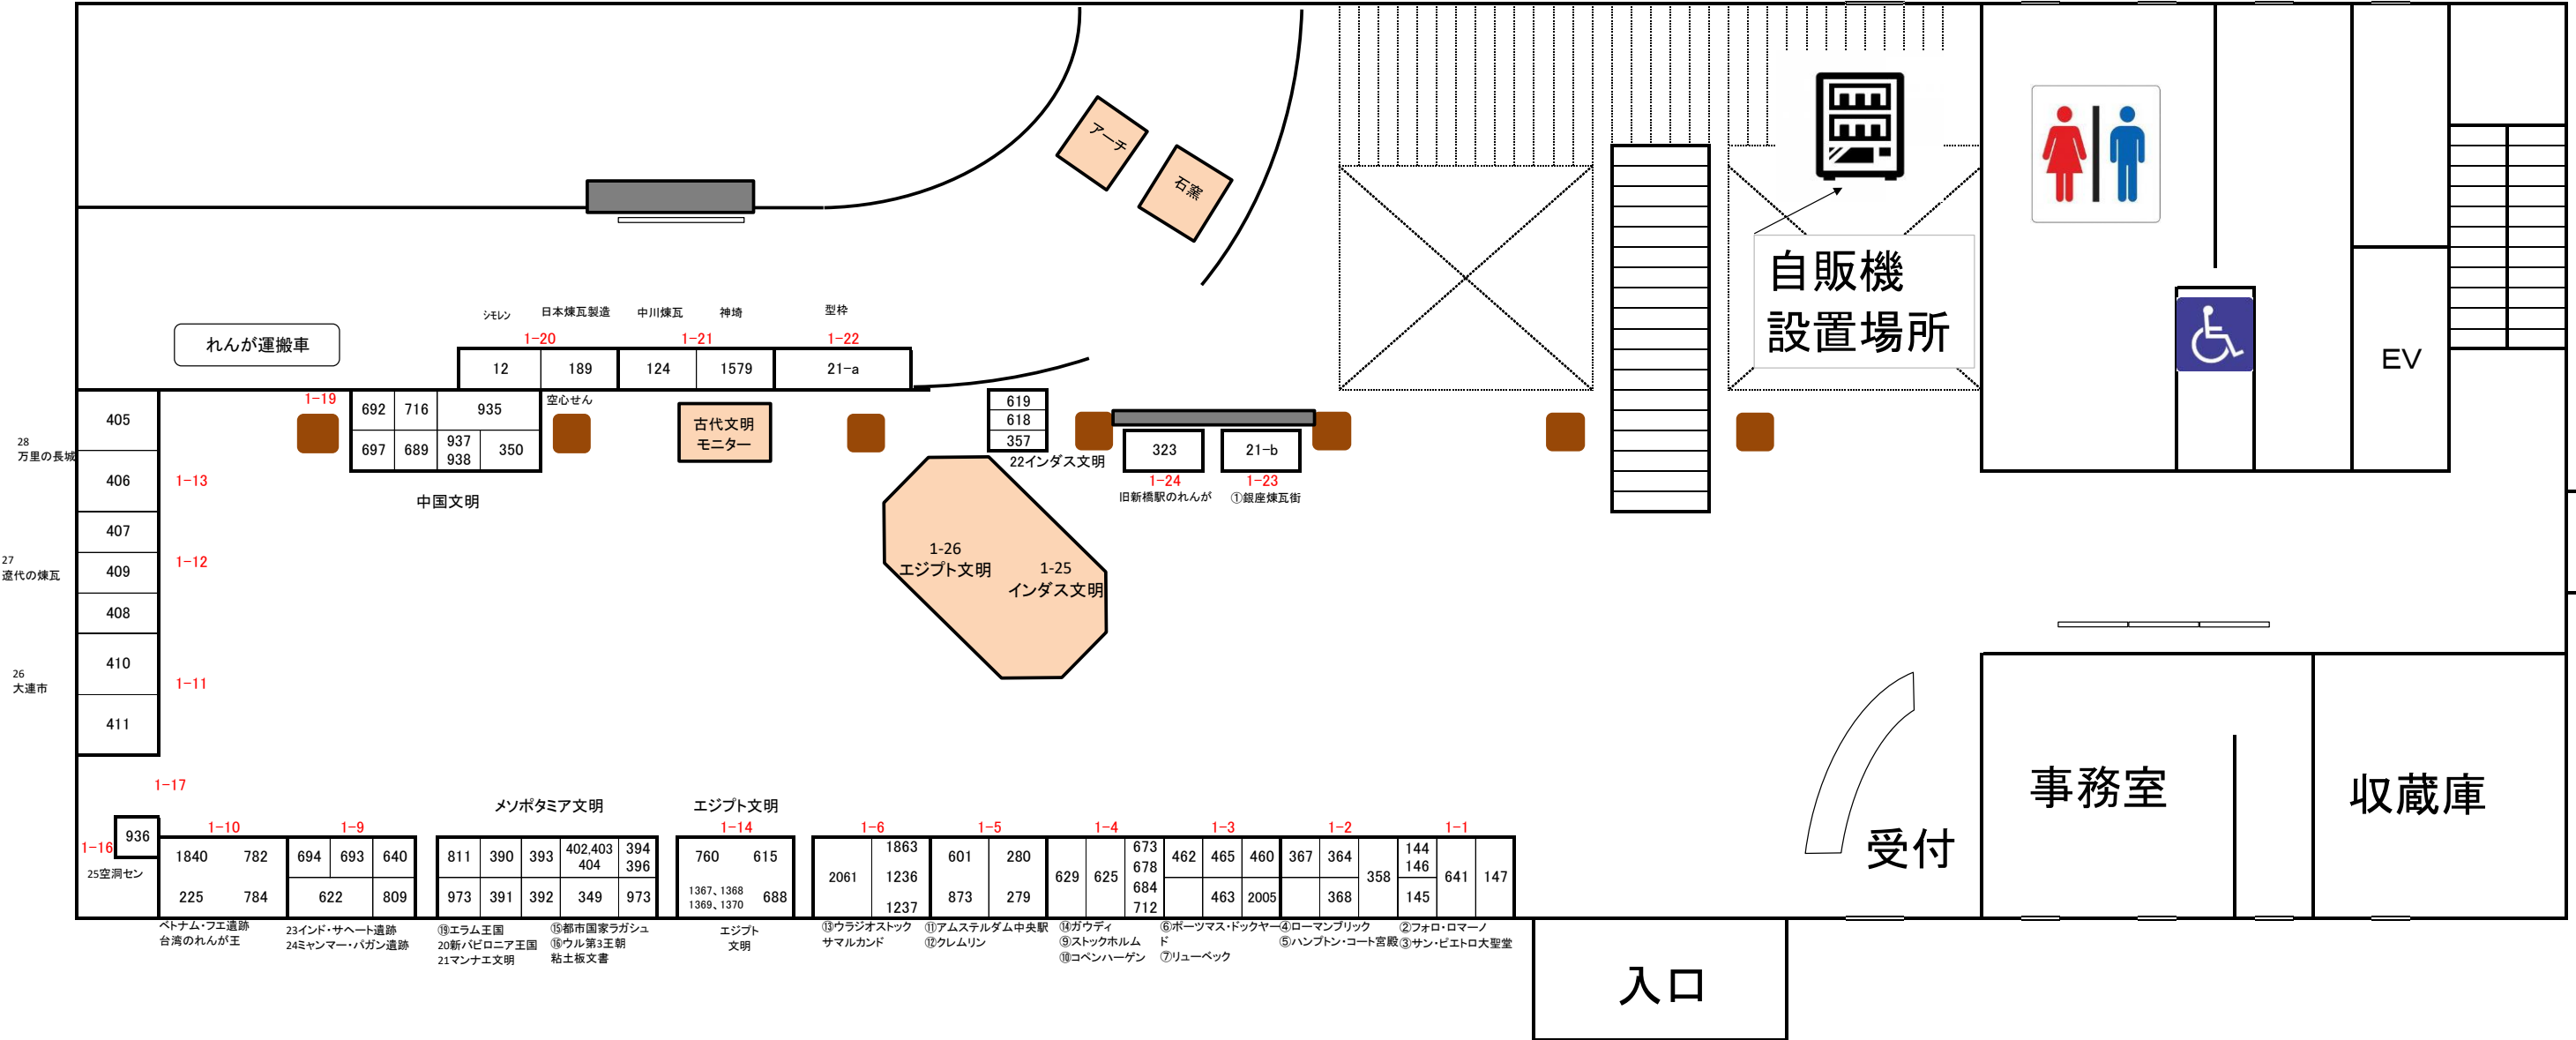 アーチ
石窯
自販機
設置場所
EV
シモレン
日本煉瓦製造
中川煉瓦
神埼
型枠
れんが運搬車
1-20
1-21
1-22
12
189
124
1579
21-a
1-19
空心せん
692
716
935
697
689
937
938
350
中国文明
古代文明
モニター
619
618
357
22インダス文明
323
21-b
1-24
1-23
旧新橋駅のれんが
①銀座煉瓦街
1-26
エジプト文明
1-25
インダス文明
405
406
407
409
408
410
411
28
万里の長城
27
遼代の煉瓦
26
大連市
1-13
1-12
1-11
1-17
1-16
936
25空洞セン
1-10
1840
782
225
784
ベトナム・フエ遺跡
台湾のれんが王
1-9
694
693
640
622
809
23インド・サヘート遺跡
24ミャンマー・パガン遺跡
メソポタミア文明
811
390
393
402,403
404
394
396
973
391
392
349
973
⑲エラム王国
20新バビロニア王国
21マンナエ文明
⑮都市国家ラガシュ
⑯ウル第3王朝
粘土板文書
エジプト文明
1-14
760
615
1367、1368
1369、1370
688
エジプト
文明
1-6
2061
1863
1236
1237
⑬ウラジオストック
サマルカンド
1-5
601
280
873
279
⑪アムステルダム中央駅
⑫クレムリン
1-4
629
625
673
678
684
712
⑭ガウディ
⑨ストックホルム
⑩コペンハーゲン
1-3
462
465
460
463
2005
⑥ポーツマス・ドックヤー
ド
⑦リューベック
1-2
367
364
358
368
④ローマンブリック
⑤ハンプトン・コート宮殿
1-1
144
146
145
641
147
②フォロ・ロマーノ
③サン・ピエトロ大聖堂
受付
事務室
収蔵庫
入口